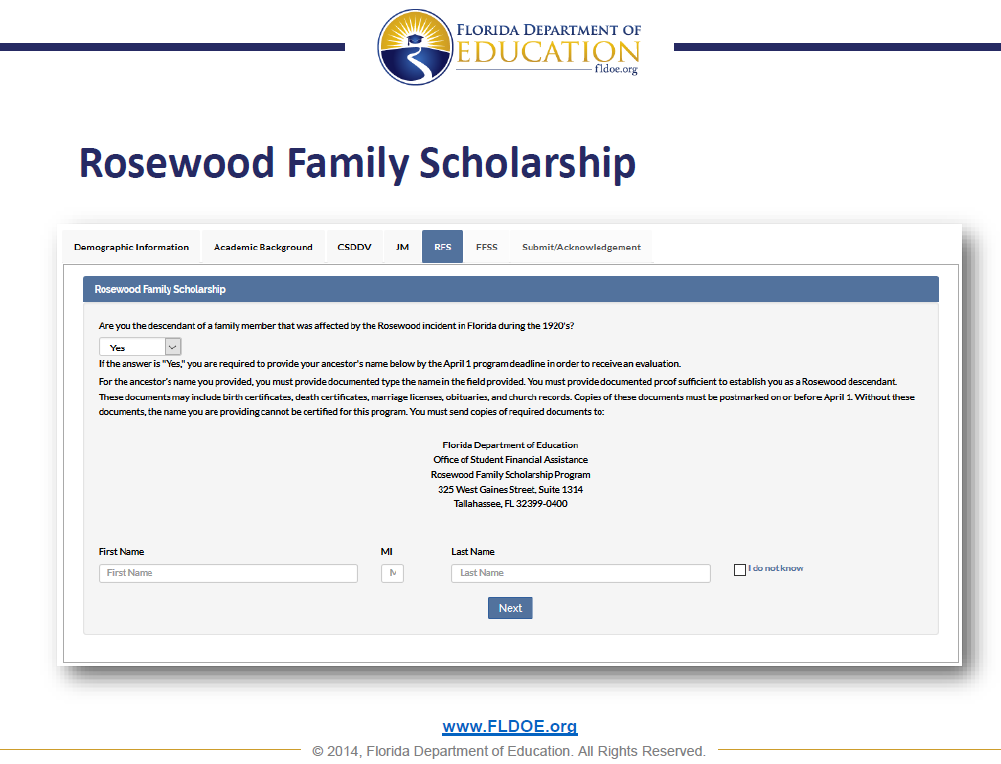 FLORIDA DEPARTMENT OF
EDUCATION
fldoe.org
Rosewood Family Scholarship
Demographic Information Academic Background CSDDV JM RFS FFSS Submit/Acknowledgement
Rosewood Family Scholarship
Are you the descendant of a family member that was affected by the Rosewood incident in Florida during the 1920's?
Yes
If the answer is "Yes," you are required to provide your ancestor's name below by the April 1 program deadline in order to receive an evaluation.
For the ancestor's name you provided, you must provide documented type the name in the field provided. You must provide documented proof sufficient to establish you as a Rosewood descendant.
These documents may include birth certificates, death certificates, marriage licenses, obituaries, and church records. Copies of these documents must be postmarked on or before April 1. Without these
documents, the name you are providing cannot be certified for this program. You must send copies of required documents to:
Florida Department of Education
Office of Student Financial Assistance
Rosewood Family Scholarship Program
325 West Gaines Street, Suite 1314
Tallahassee, FL 32399-0400
First Name MI Last Name
First Name M Last Name I do not know
Next
www.FLDOE.org
© 2014, Florida Department of Education. All Rights Reserved.